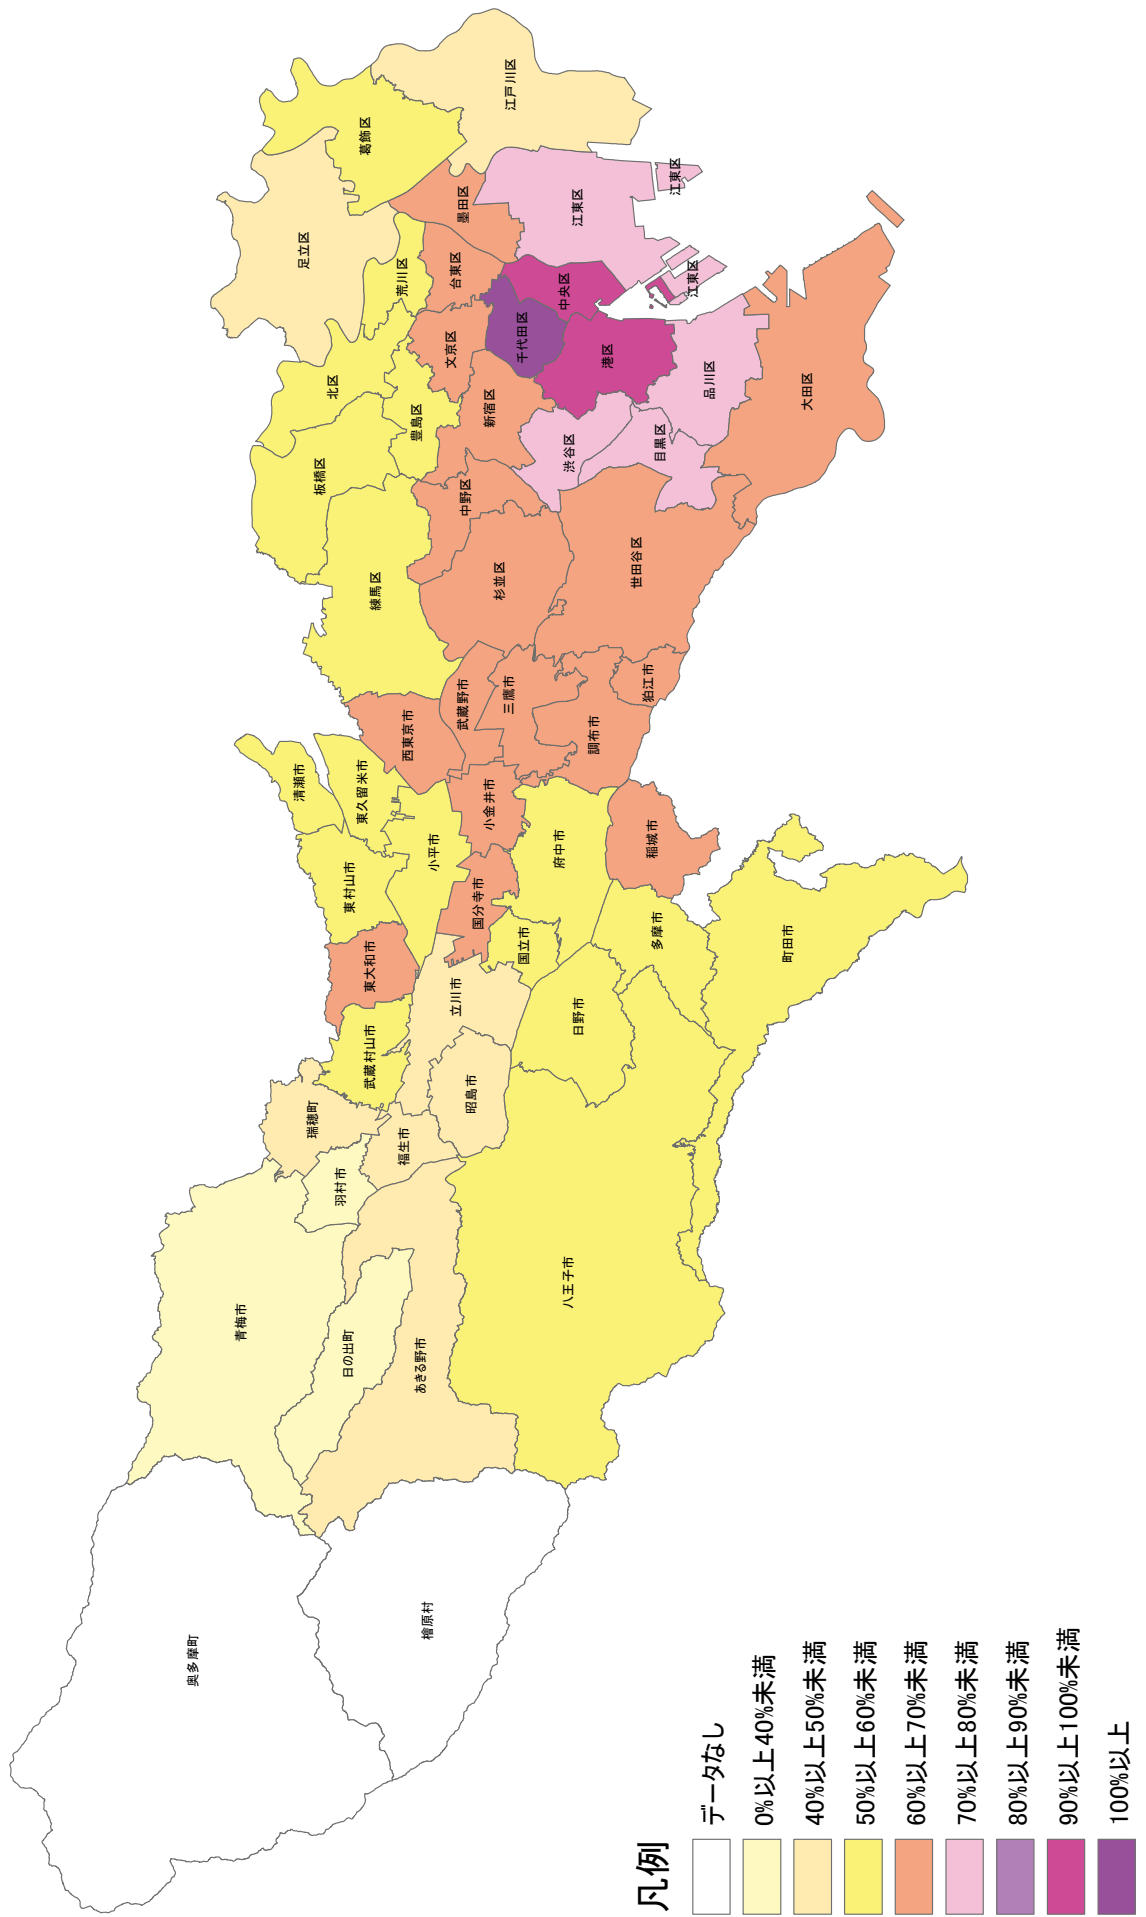 奥多摩町
檜原村
青梅市
日の出町
あきる野市
羽村市
瑞穂町
福生市
昭島市
八王子市
武蔵村山市
東大和市
立川市
日野市
国立市
国分寺市
多摩市
町田市
東村山市
清瀬市
東久留米市
小平市
小金井市
府中市
稲城市
西東京市
武蔵野市
三鷹市
調布市
狛江市
練馬区
板橋区
杉並区
中野区
世田谷区
北区
豊島区
新宿区
渋谷区
目黒区
品川区
大田区
足立区
荒川区
文京区
台東区
千代田区
中央区
港区
葛飾区
墨田区
江戸川区
江東区
江東区
江東区
凡例
データなし
0%以上40%未満
40%以上50%未満
50%以上60%未満
60%以上70%未満
70%以上80%未満
80%以上90%未満
90%以上100%未満
100%以上